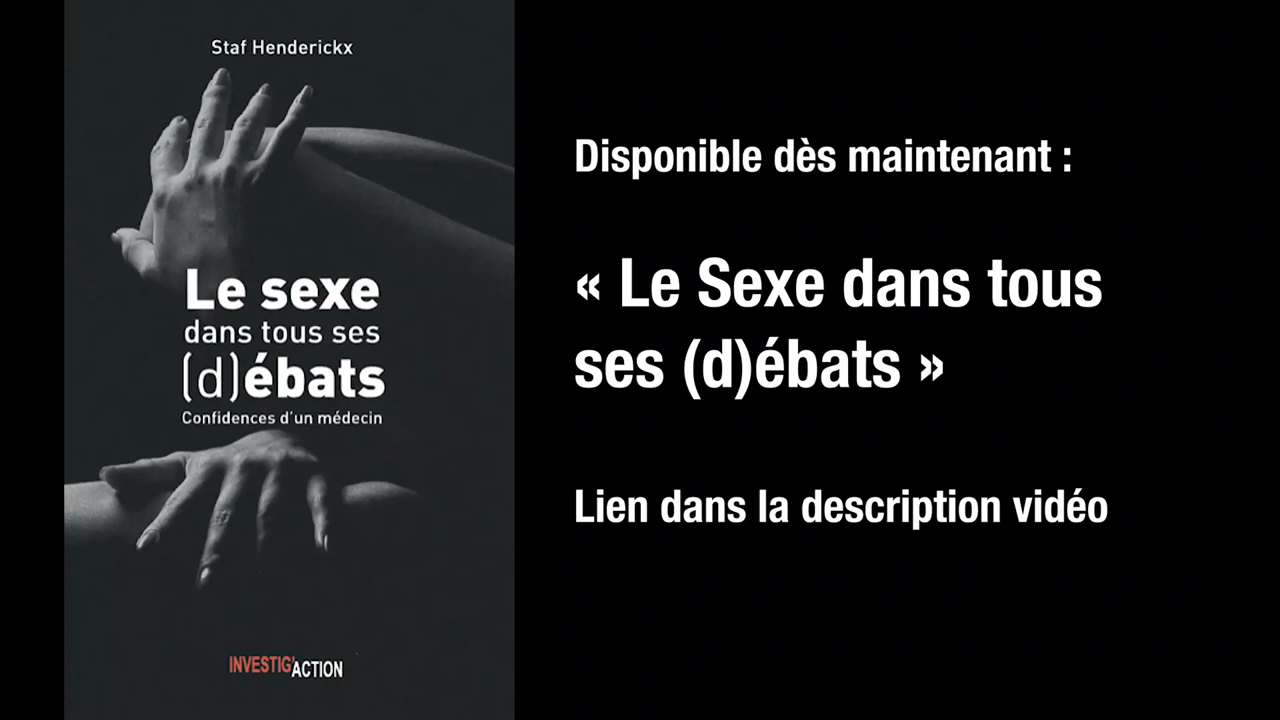 Staf Henderickx
Le sexe
dans tous ses
(d)ébats
Confidences d'un médecin
INVESTIG'ACTION
Disponible dès maintenant :
« Le Sexe dans tous
ses (d)ébats »
Lien dans la description vidéo